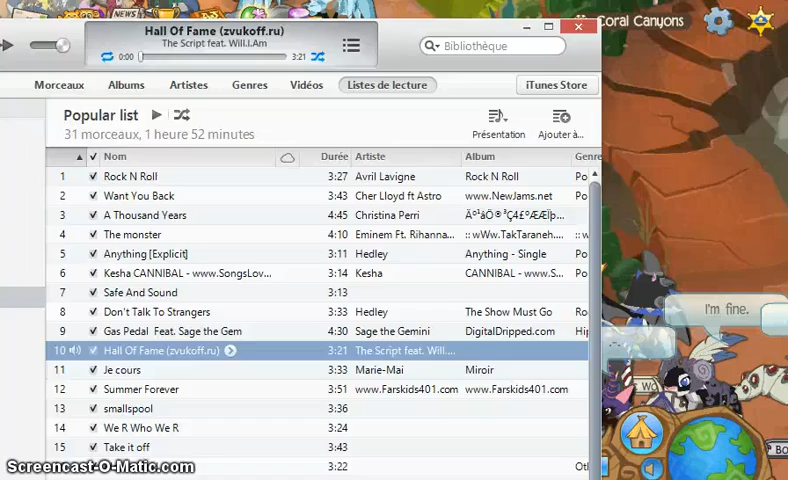 NEWS
Coral Canyons
Hall Of Fame (zvukoff.ru)
The Script feat. Will.I.Am
0:00
3:21
Bibliothèque
Morceaux Albums Artistes Genres Vidéos Listes de lecture iTunes Store
Popular list
31 morceaux, 1 heure 52 minutes
Présentation Ajouter à...
Nom Durée Artiste Album Genre
1 Rock N Roll 3:27 Avril Lavigne Rock N Roll Po
2 Want You Back 3:43 Cher Lloyd ft Astro www.NewJams.net Po
3 A Thousand Years 4:45 Christina Perri
4 The monster 4:10 Eminem Ft. Rihanna... :: wWw.TakTaraneh... :: w
5 Anything [Explicit] 3:11 Hedley Anything - Single Po
6 Kesha CANNIBAL - www.SongsLov... 3:14 Kesha CANNIBAL - www.S... Po
7 Safe And Sound 3:13
8 Don't Talk To Strangers 3:33 Hedley The Show Must Go Po
9 Gas Pedal Feat. Sage the Gem 4:30 Sage the Gemini DigitalDripped.com Hip
10 Hall Of Fame (zvukoff.ru) 3:21 The Script feat. Will....
11 Je cours 3:33 Marie-Mai Miroir
12 Summer Forever 3:51 www.Farskids401.com www.Farskids401.com
13 smallspool 3:36
14 We R Who We R 3:24
15 Take it off 3:43
3:22 Otl
I'm fine.
Screencast-O-Matic.com